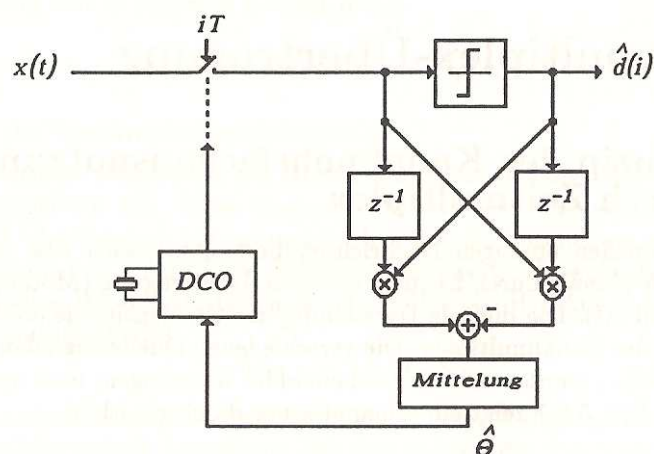 iT
x(t)
d̂(i)
z⁻¹
z⁻¹
DCO
×
×
-
+
Mittelung
Θ̂